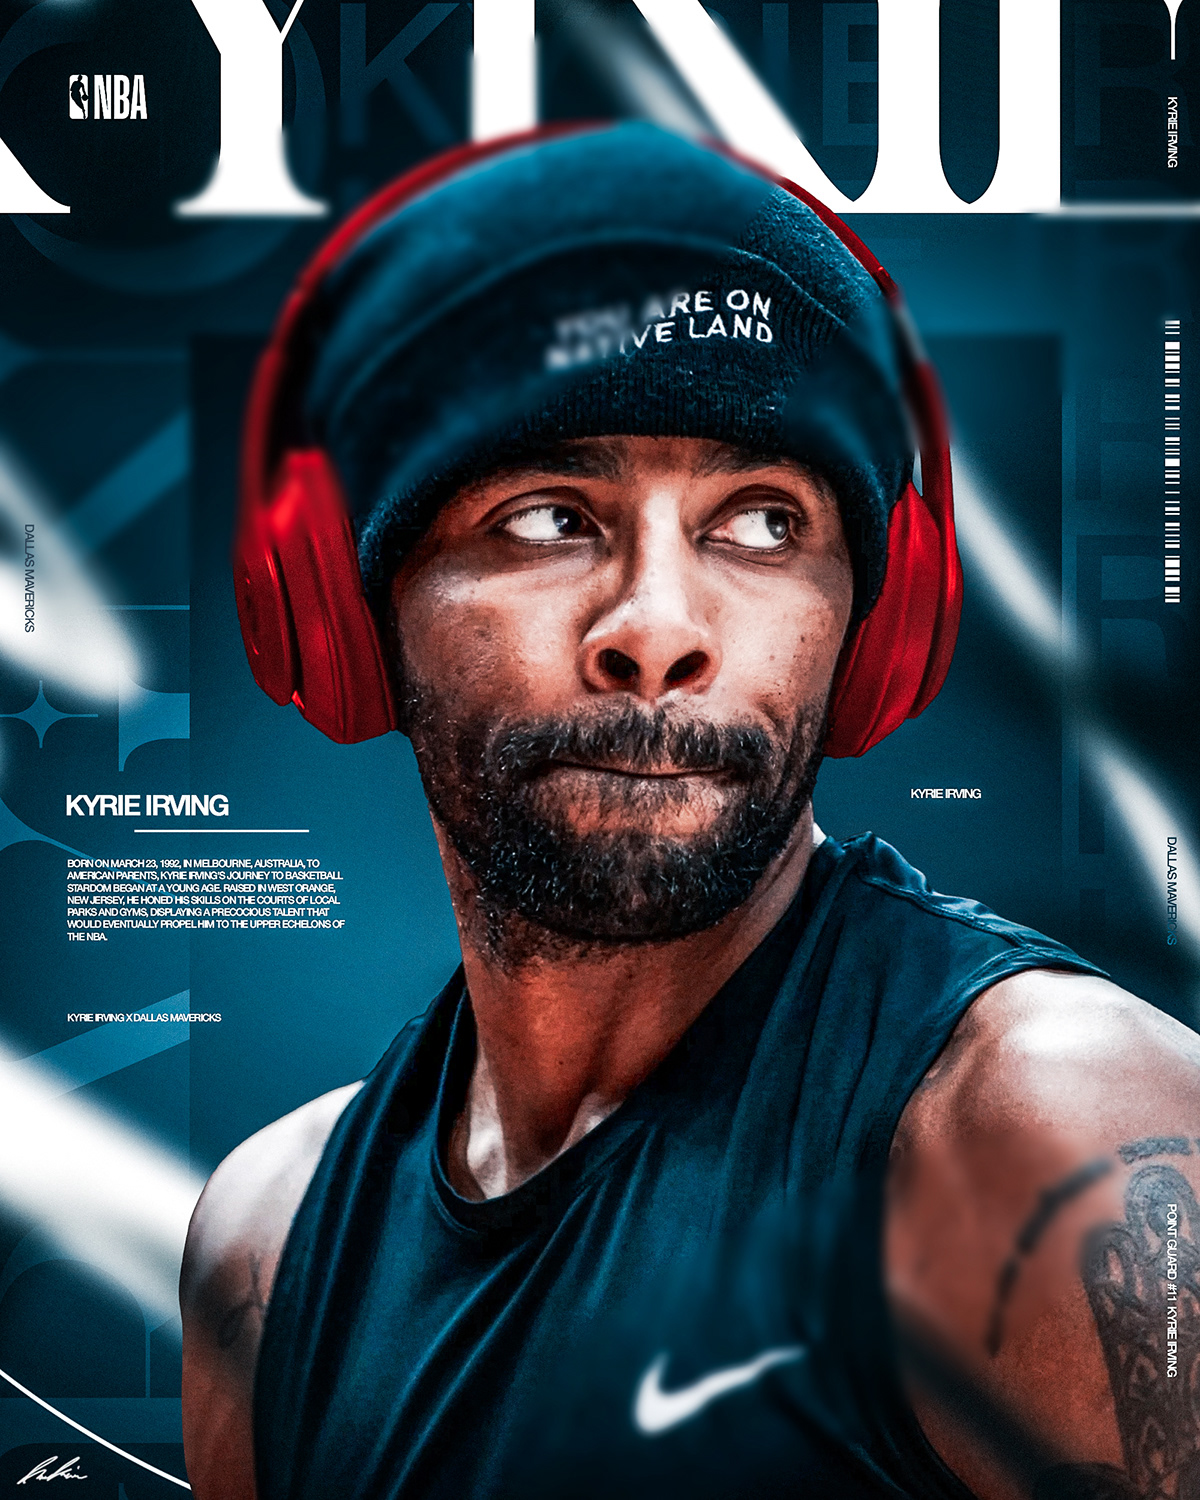 KYRIE
NBA
KYRIE IRVING
YOU ARE ON
NATIVE LAND
DALLAS MAVERICKS
KYRIE IRVING
KYRIE IRVING
BORN ON MARCH 23, 1992, IN MELBOURNE, AUSTRALIA, TO
AMERICAN PARENTS, KYRIE IRVING'S JOURNEY TO BASKETBALL
STARDOM BEGAN AT A YOUNG AGE. RAISED IN WEST ORANGE,
NEW JERSEY, HE HONED HIS SKILLS ON THE COURTS OF LOCAL
PARKS AND GYMS, DISPLAYING A PRECOCIOUS TALENT THAT
WOULD EVENTUALLY PROPEL HIM TO THE UPPER ECHELONS OF
THE NBA.
DALLAS MAVERICKS
KYRIE IRVING X DALLAS MAVERICKS
POINT GUARD #11 KYRIE IRVING